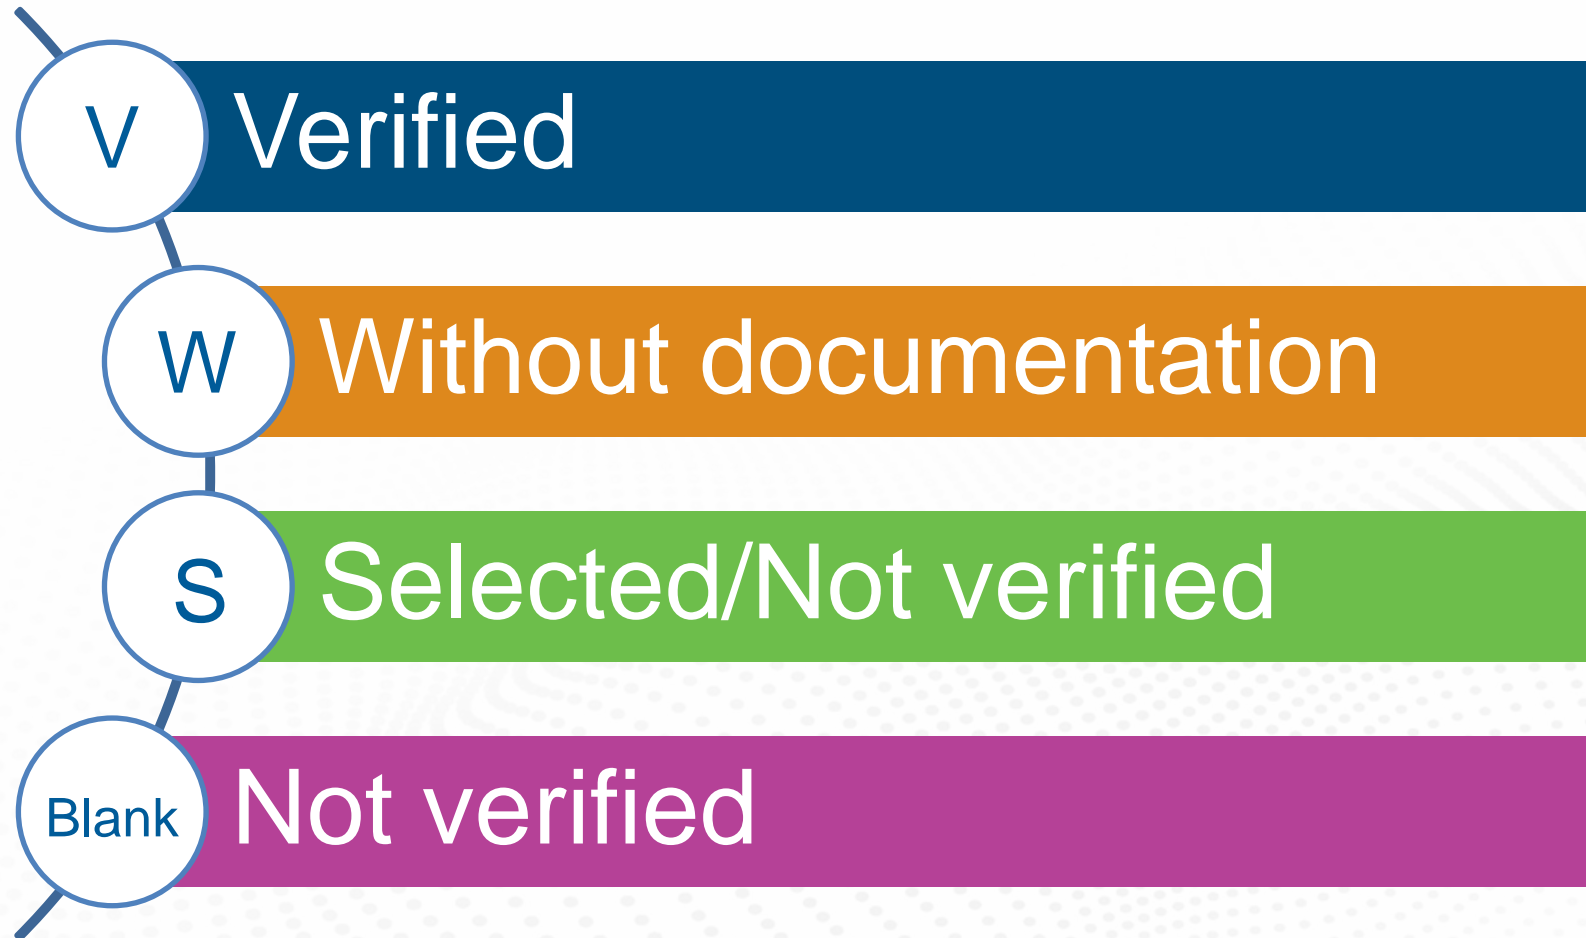 V Verified
W Without documentation
S Selected/Not verified
Blank Not verified